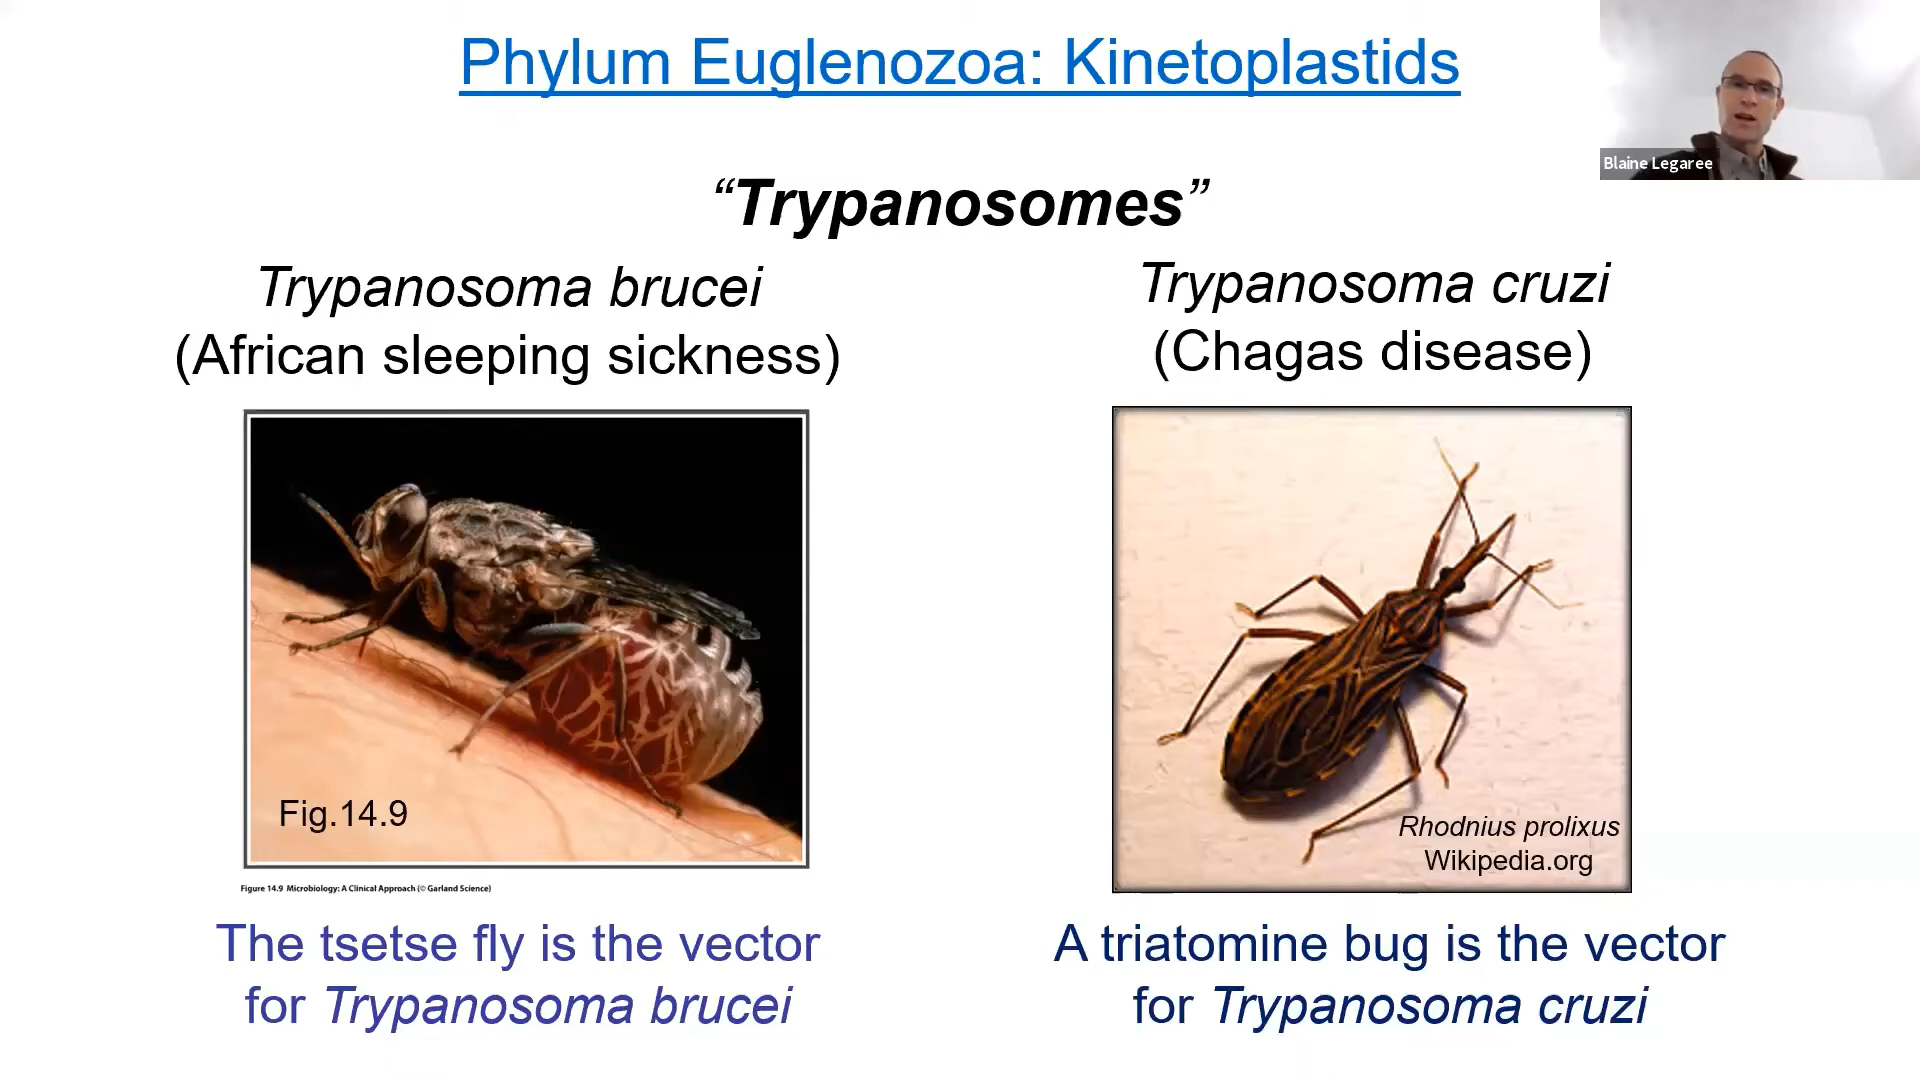 Phylum Euglenozoa: Kinetoplastids
Blaine Legaree
“Trypanosomes”
Trypanosoma brucei
(African sleeping sickness)
Trypanosoma cruzi
(Chagas disease)
Fig.14.9
Figure 14.9 Microbiology: A Clinical Approach (© Garland Science)
Rhodnius prolixus
Wikipedia.org
The tsetse fly is the vector
for Trypanosoma brucei
A triatomine bug is the vector
for Trypanosoma cruzi